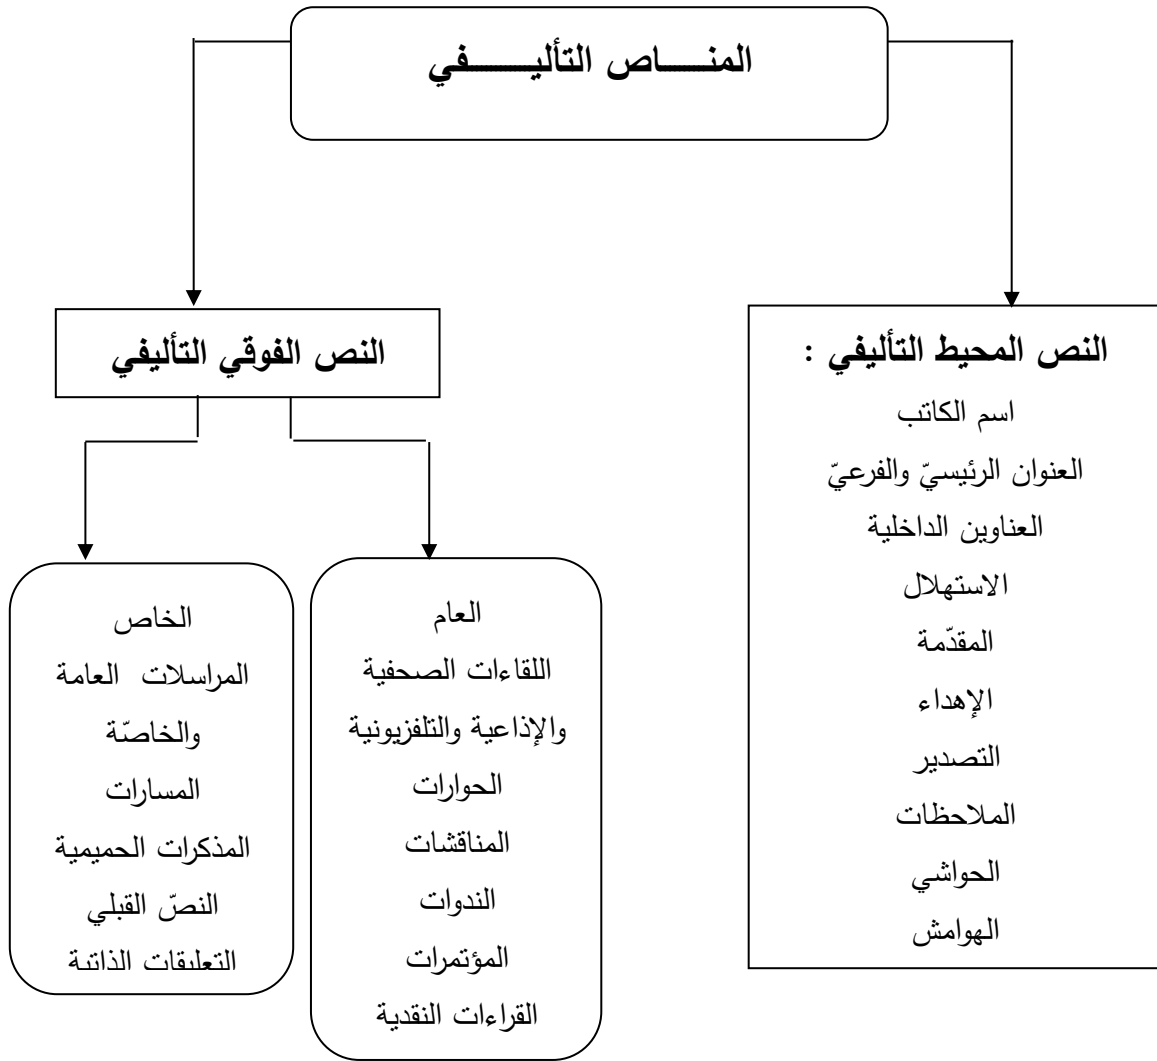 المنـــاص التأليـــفي
النص المحيط التأليفي :
اسم الكاتب
العنوان الرئيسيّ والفرعيّ
العناوين الداخلية
الاستهلال
المقدّمة
الإهداء
التصدير
الملاحظات
الحواشي
الهوامش
النص الفوقي التأليفي
العام
اللقاءات الصحفية
والإذاعية والتلفزيونية
الحوارات
المناقشات
الندوات
المؤتمرات
القراءات النقدية
الخاص
المراسلات العامة
والخاصّة
المسارات
المذكرات الحميمية
النصّ القبلي
التعليقات الذاتية